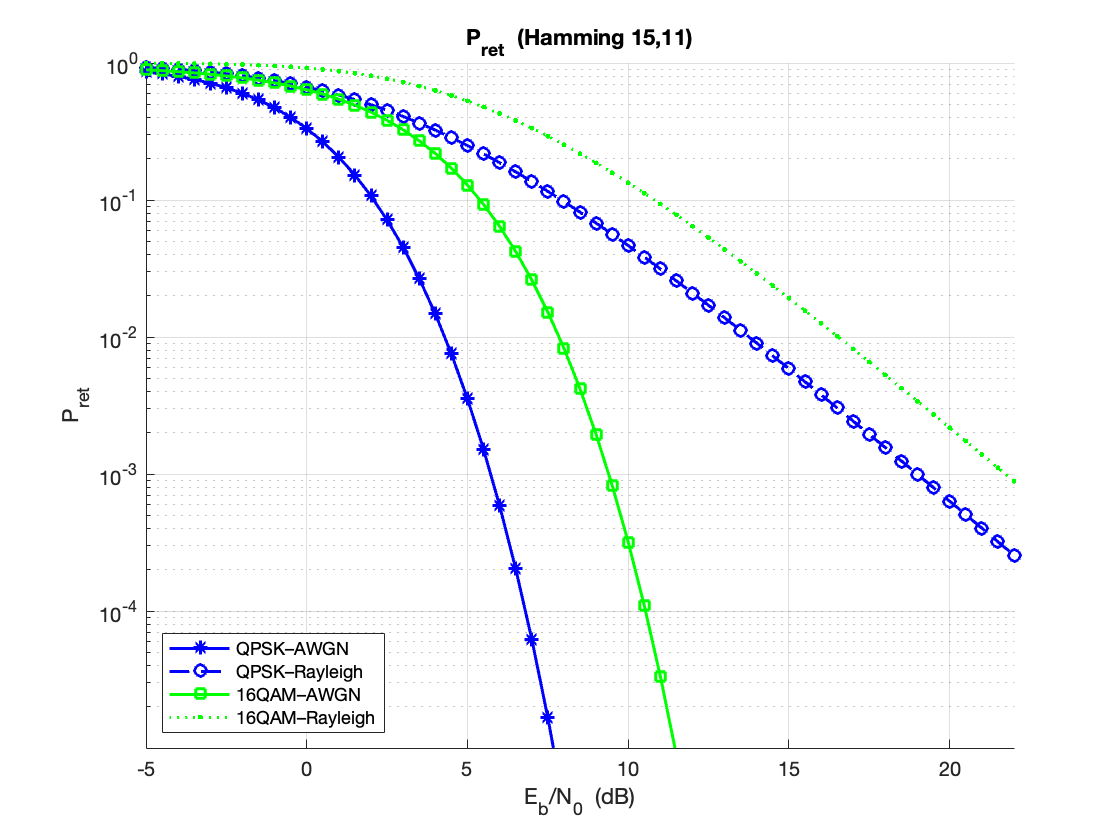 P_ret (Hamming 15,11)
10^0
10^-1
10^-2
10^-3
10^-4
P_ret
QPSK–AWGN
QPSK–Rayleigh
16QAM–AWGN
16QAM–Rayleigh
-5 0 5 10 15 20
E_b/N_0 (dB)